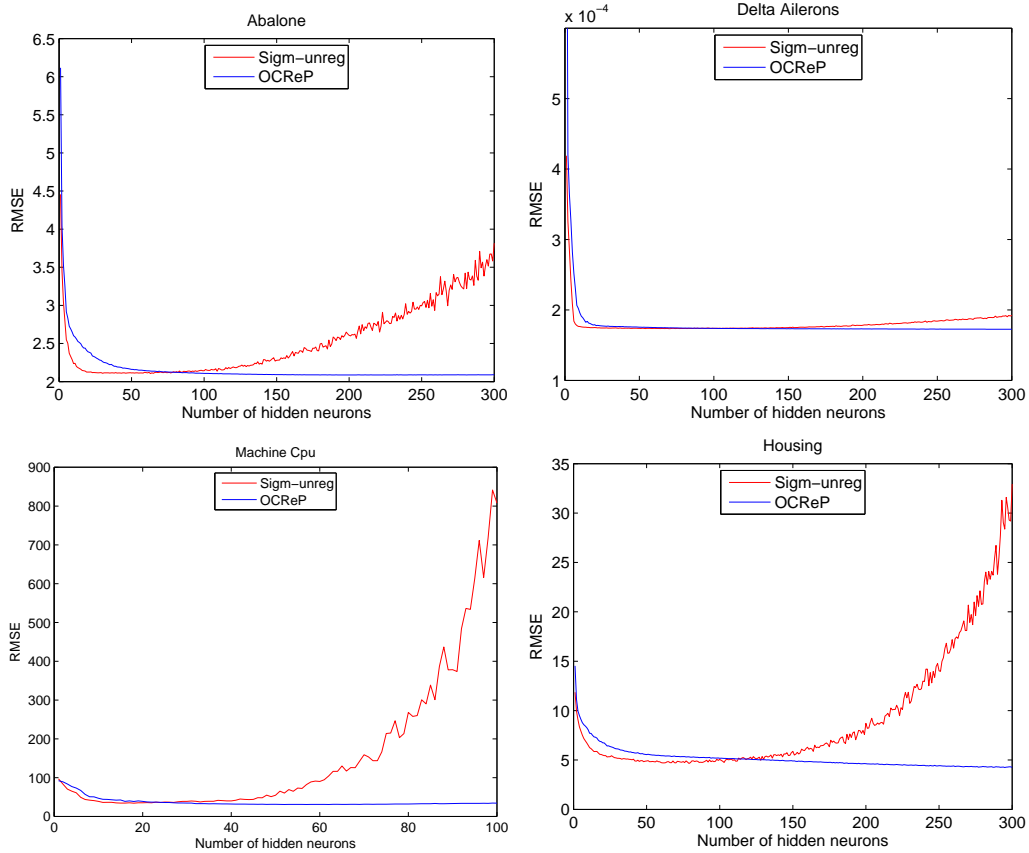 Abalone
Sigm-unreg
OCReP
RMSE
6.5
6
5.5
5
4.5
4
3.5
3
2.5
2
0 50 100 150 200 250 300
Number of hidden neurons
Delta Ailerons
x 10^-4
Sigm-unreg
OCReP
RMSE
5
4
3
2
1
0 50 100 150 200 250 300
Number of hidden neurons
Machine Cpu
Sigm-unreg
OCReP
RMSE
900
800
700
600
500
400
300
200
100
0
0 20 40 60 80 100
Number of hidden neurons
Housing
Sigm-unreg
OCReP
RMSE
35
30
25
20
15
10
5
0
0 50 100 150 200 250 300
Number of hidden neurons